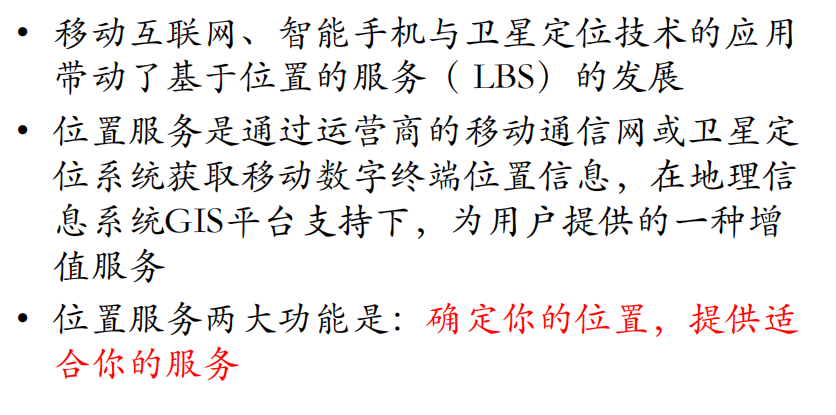 • 移动互联网、智能手机与卫星定位技术的应用
带动了基于位置的服务（ LBS）的发展
• 位置服务是通过运营商的移动通信网或卫星定
位系统获取移动数字终端位置信息，在地理信
息系统GIS平台支持下，为用户提供的一种增
值服务
• 位置服务两大功能是：确定你的位置，提供适
合你的服务